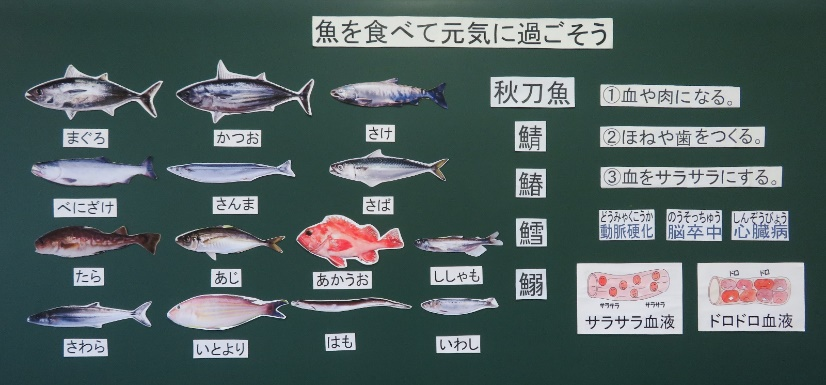 魚を食べて元気に過ごそう
まぐろ
かつお
さけ
べにざけ
さんま
さば
たら
あじ
あかうお
ししゃも
さわら
いとより
はも
いわし
秋刀魚
鯖
鰆
鱈
鰯
①血や肉になる。
②ほねや歯をつくる。
③血をサラサラにする。
どうみゃくこうか
動脈硬化
のうそっちゅう
脳卒中
しんぞうびょう
心臓病
サラサラ サラサラ
サラサラ血液
ドロ ドロ
ドロドロ血液